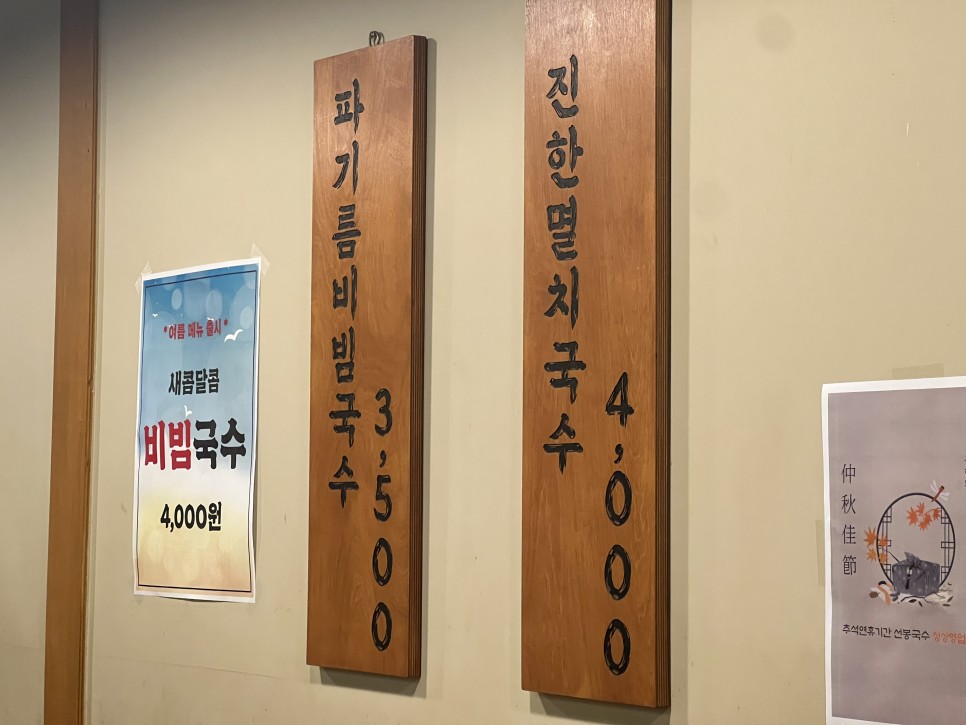 *여름 메뉴 출시*
새콤달콤
비빔국수
4,000원
파기름비빔국수
3,500
진한멸치국수
4,000
仲秋佳節
추석연휴기간 선봉국수 정상영업